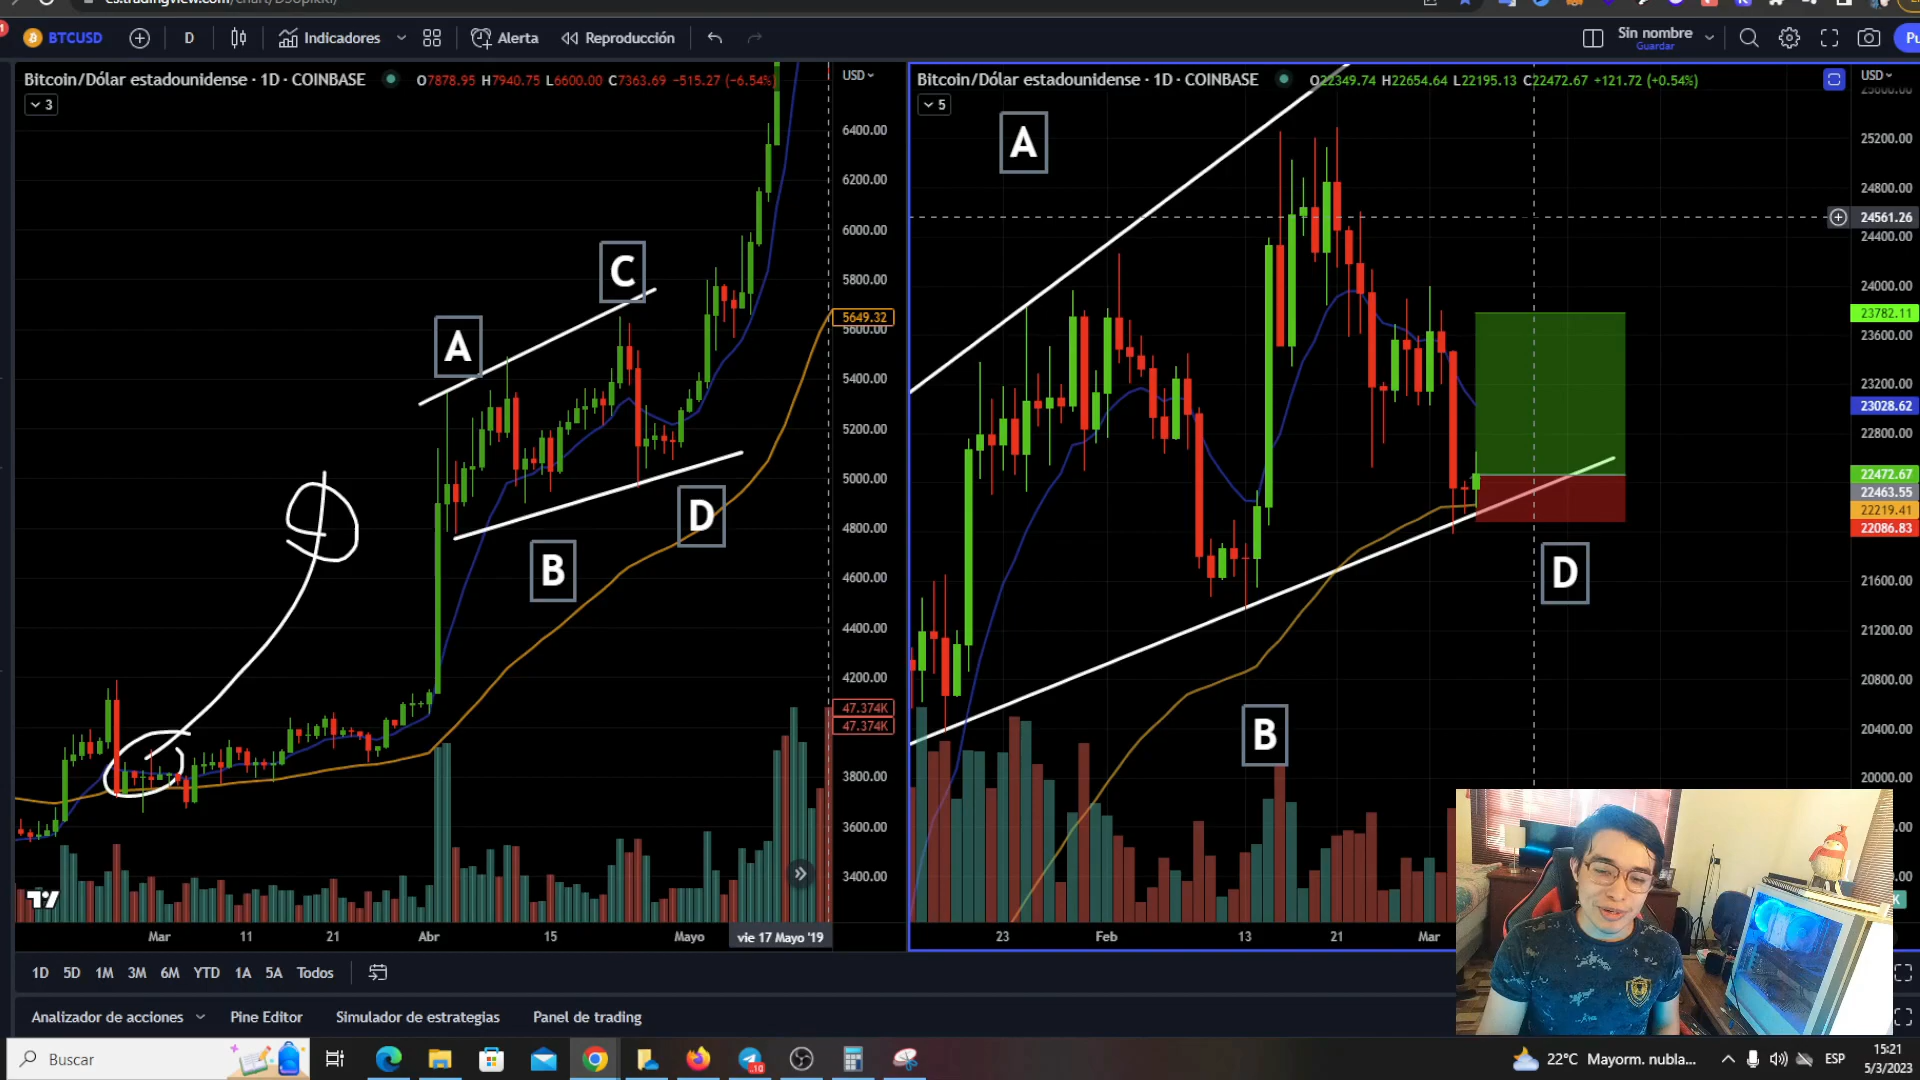 BTCUSD
D
Indicadores
Alerta
Reproducción
Sin nombre
Guardar
Bitcoin/Dólar estadounidense · 1D · COINBASE
O7878.95 H7940.75 L6600.00 C7363.69 -515.27 (-6.54%)
3
USD
6400.00
6200.00
6000.00
5800.00
5649.32
5600.00
5400.00
5200.00
5000.00
4800.00
4600.00
4400.00
4200.00
47.374K
47.374K
3800.00
3600.00
3400.00
A
C
B
D
Mar
11
21
Abr
15
Mayo
vie 17 Mayo '19
Bitcoin/Dólar estadounidense · 1D · COINBASE
O22349.74 H22654.64 L22195.13 C22472.67 +121.72 (+0.54%)
5
USD
25200.00
24800.00
24561.26
24400.00
24000.00
23782.11
23600.00
23200.00
23028.62
22800.00
22472.67
22463.55
22219.41
22086.83
21600.00
21200.00
20800.00
20400.00
20000.00
A
B
D
23
Feb
13
21
Mar
1D
5D
1M
3M
6M
YTD
1A
5A
Todos
Analizador de acciones
Pine Editor
Simulador de estrategias
Panel de trading
Buscar
22°C Mayorm. nubla...
ESP
15:21
5/3/2023